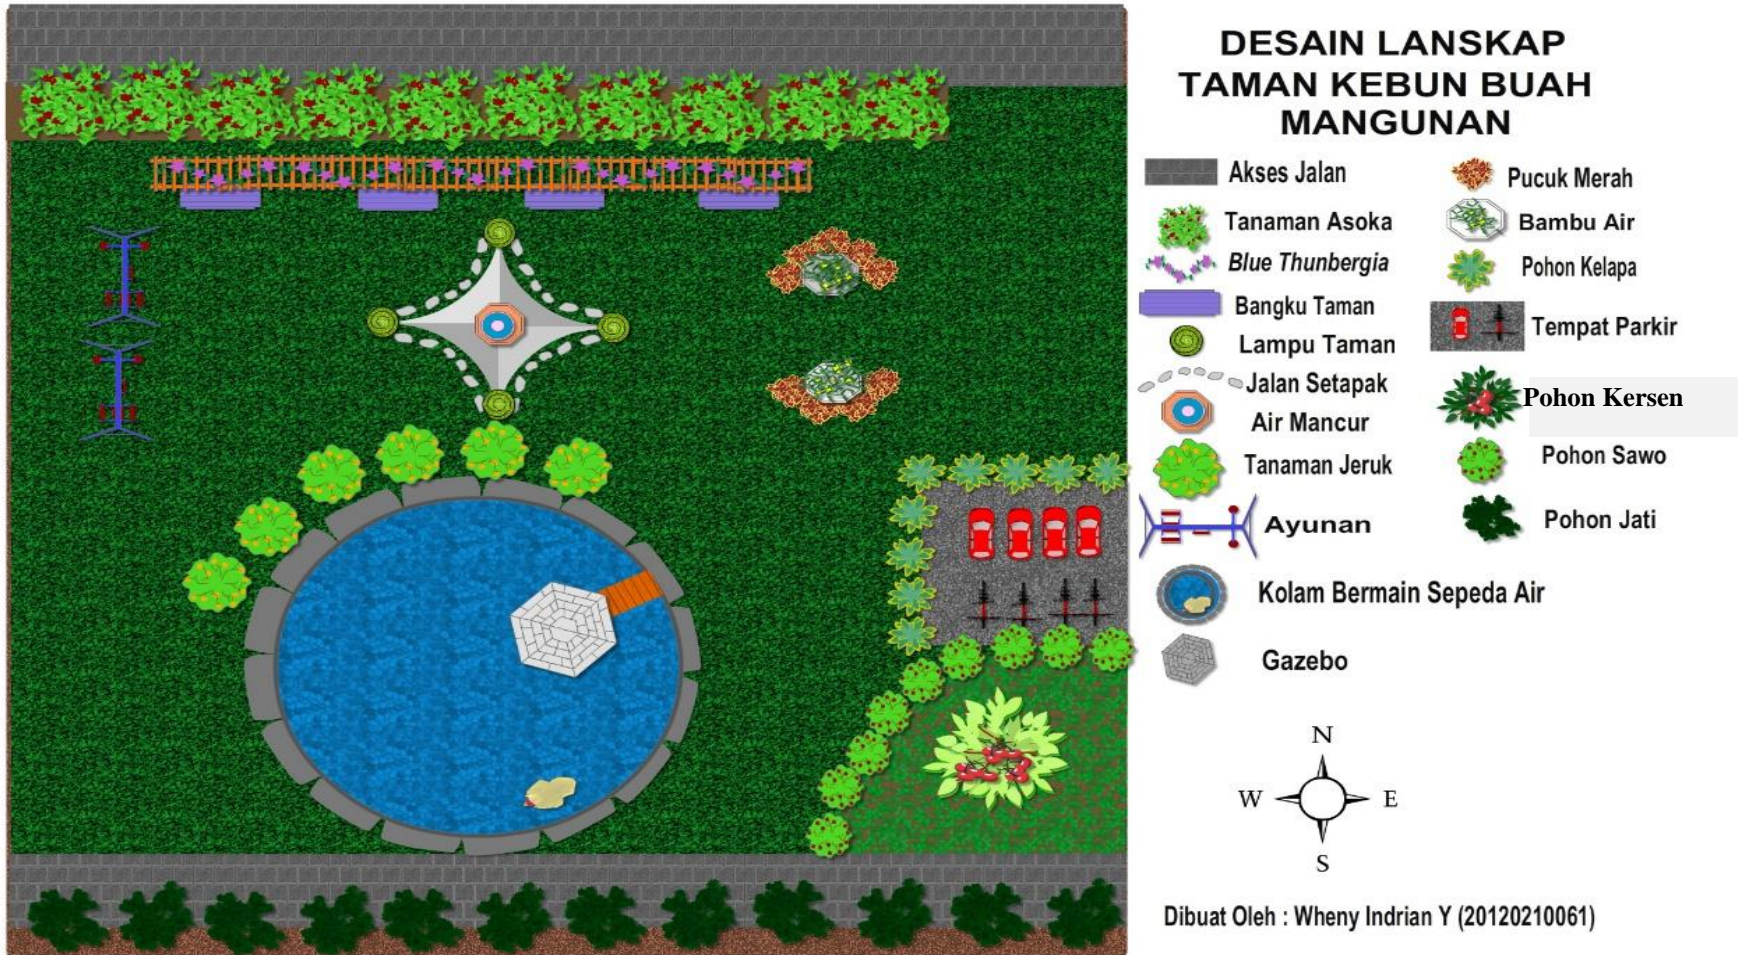 DESAIN LANSKAP
TAMAN KEBUN BUAH
MANGUNAN
Akses Jalan
Tanaman Asoka
Blue Thunbergia
Bangku Taman
Lampu Taman
Jalan Setapak
Air Mancur
Tanaman Jeruk
Ayunan
Kolam Bermain Sepeda Air
Gazebo
Pucuk Merah
Bambu Air
Pohon Kelapa
Tempat Parkir
Pohon Kersen
Pohon Sawo
Pohon Jati
N
W E
S
Dibuat Oleh : Wheny Indrian Y (20120210061)